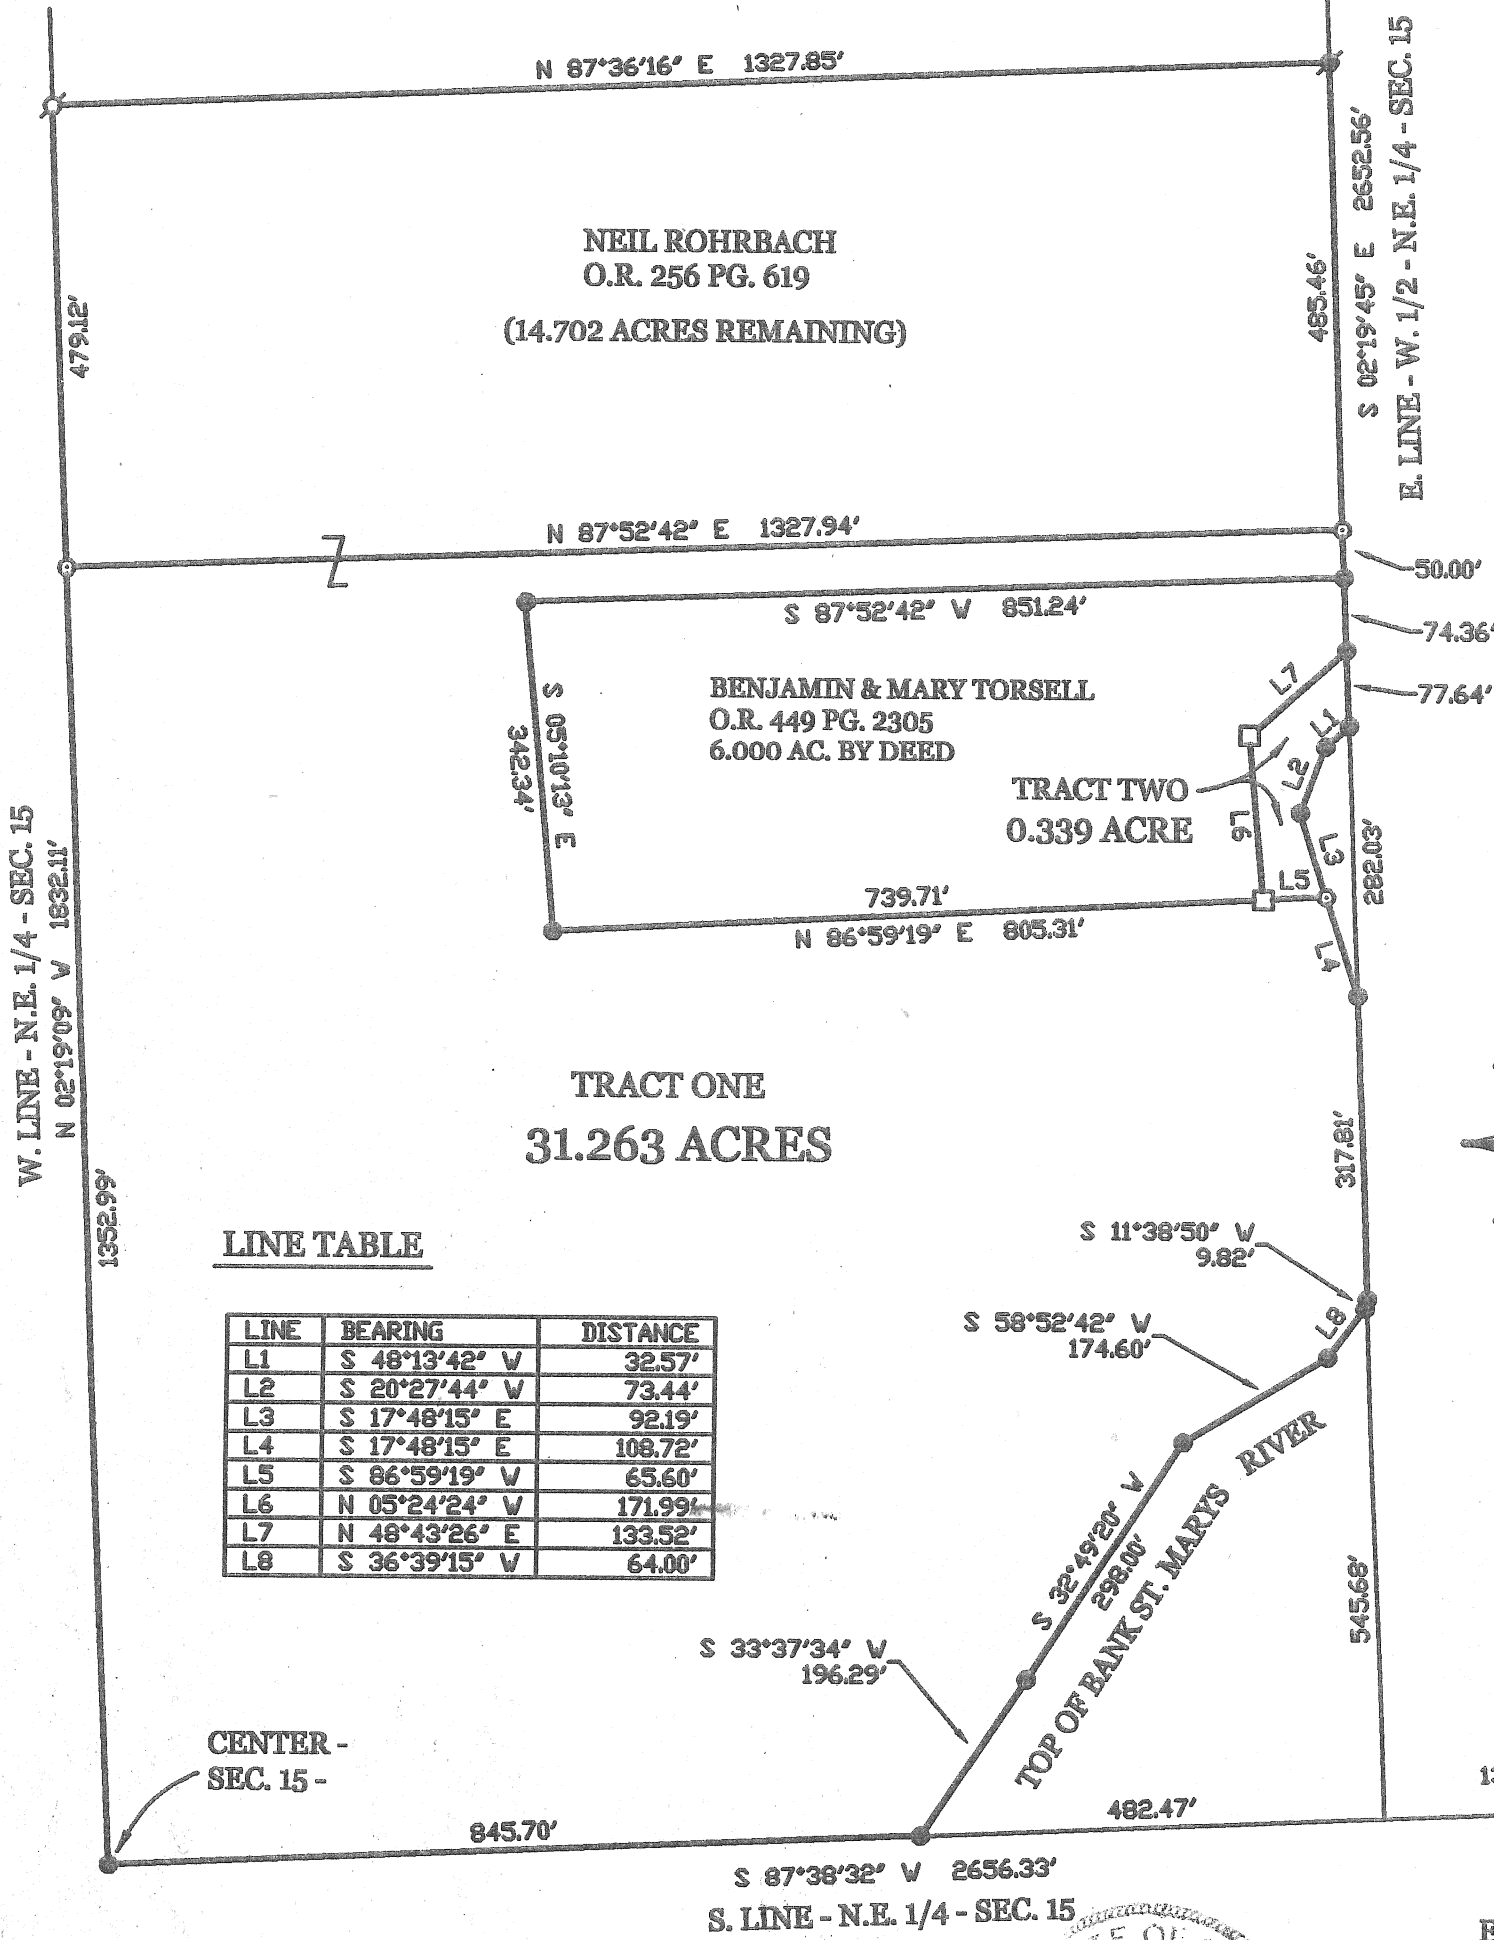 N 87°36'16" E 1327.85'
E. LINE - W. 1/2 - N.E. 1/4 - SEC. 15
S 02°19'45" E 2652.56'
NEIL ROHRBACH
O.R. 256 PG. 619
(14.702 ACRES REMAINING)
479.12'
485.46'
N 87°52'42" E 1327.94'
50.00'
S 87°52'42" W 851.24'
74.36'
77.64'
L7
L1
L2
L6
L3
L5
L4
S 05°10'13" E
342.34'
BENJAMIN & MARY TORSELL
O.R. 449 PG. 2305
6.000 AC. BY DEED
TRACT TWO
0.339 ACRE
282.03'
739.71'
N 86°59'19" E 805.31'
W. LINE - N.E. 1/4 - SEC. 15
N 02°19'09" W 1832.11'
1352.99'
TRACT ONE
31.263 ACRES
317.81'
S 11°38'50" W
9.82'
L8
S 58°52'42" W
174.60'
LINE TABLE
LINE BEARING DISTANCE
L1 S 48°13'42" W 32.57'
L2 S 20°27'44" W 73.44'
L3 S 17°48'15" E 92.19'
L4 S 17°48'15" E 108.72'
L5 S 86°59'19" W 65.60'
L6 N 05°24'24" W 171.99'
L7 N 48°43'26" E 133.52'
L8 S 36°39'15" W 64.00'
S 32°49'20" W
298.00'
TOP OF BANK ST. MARYS RIVER
545.68'
S 33°37'34" W
196.29'
CENTER -
SEC. 15 -
845.70'
482.47'
S 87°38'32" W 2656.33'
S. LINE - N.E. 1/4 - SEC. 15